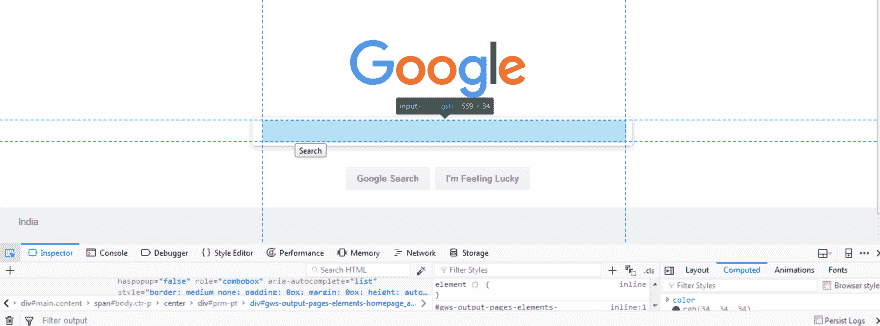 Google
input· gsfi 559 × 34
Search
Google Search I'm Feeling Lucky
India
Inspector Console Debugger Style Editor Performance Memory Network Storage
Search HTML
Filter Styles
.cls
Layout Computed Animations Fonts
haspopup="false" role="combobox" aria-autocomplete="list"
style="border: medium none; padding: 0px; margin: 0px; height: auto...
element { inline
}
Filter Styles Browser styles
div#main.content span#body.ctr-p center div#prm-pt div#gws-output-pages-elements-homepage_a...
#gws-output-pages-elements- inline:1
color
rgb(34, 34, 34)
Filter output Persist Logs